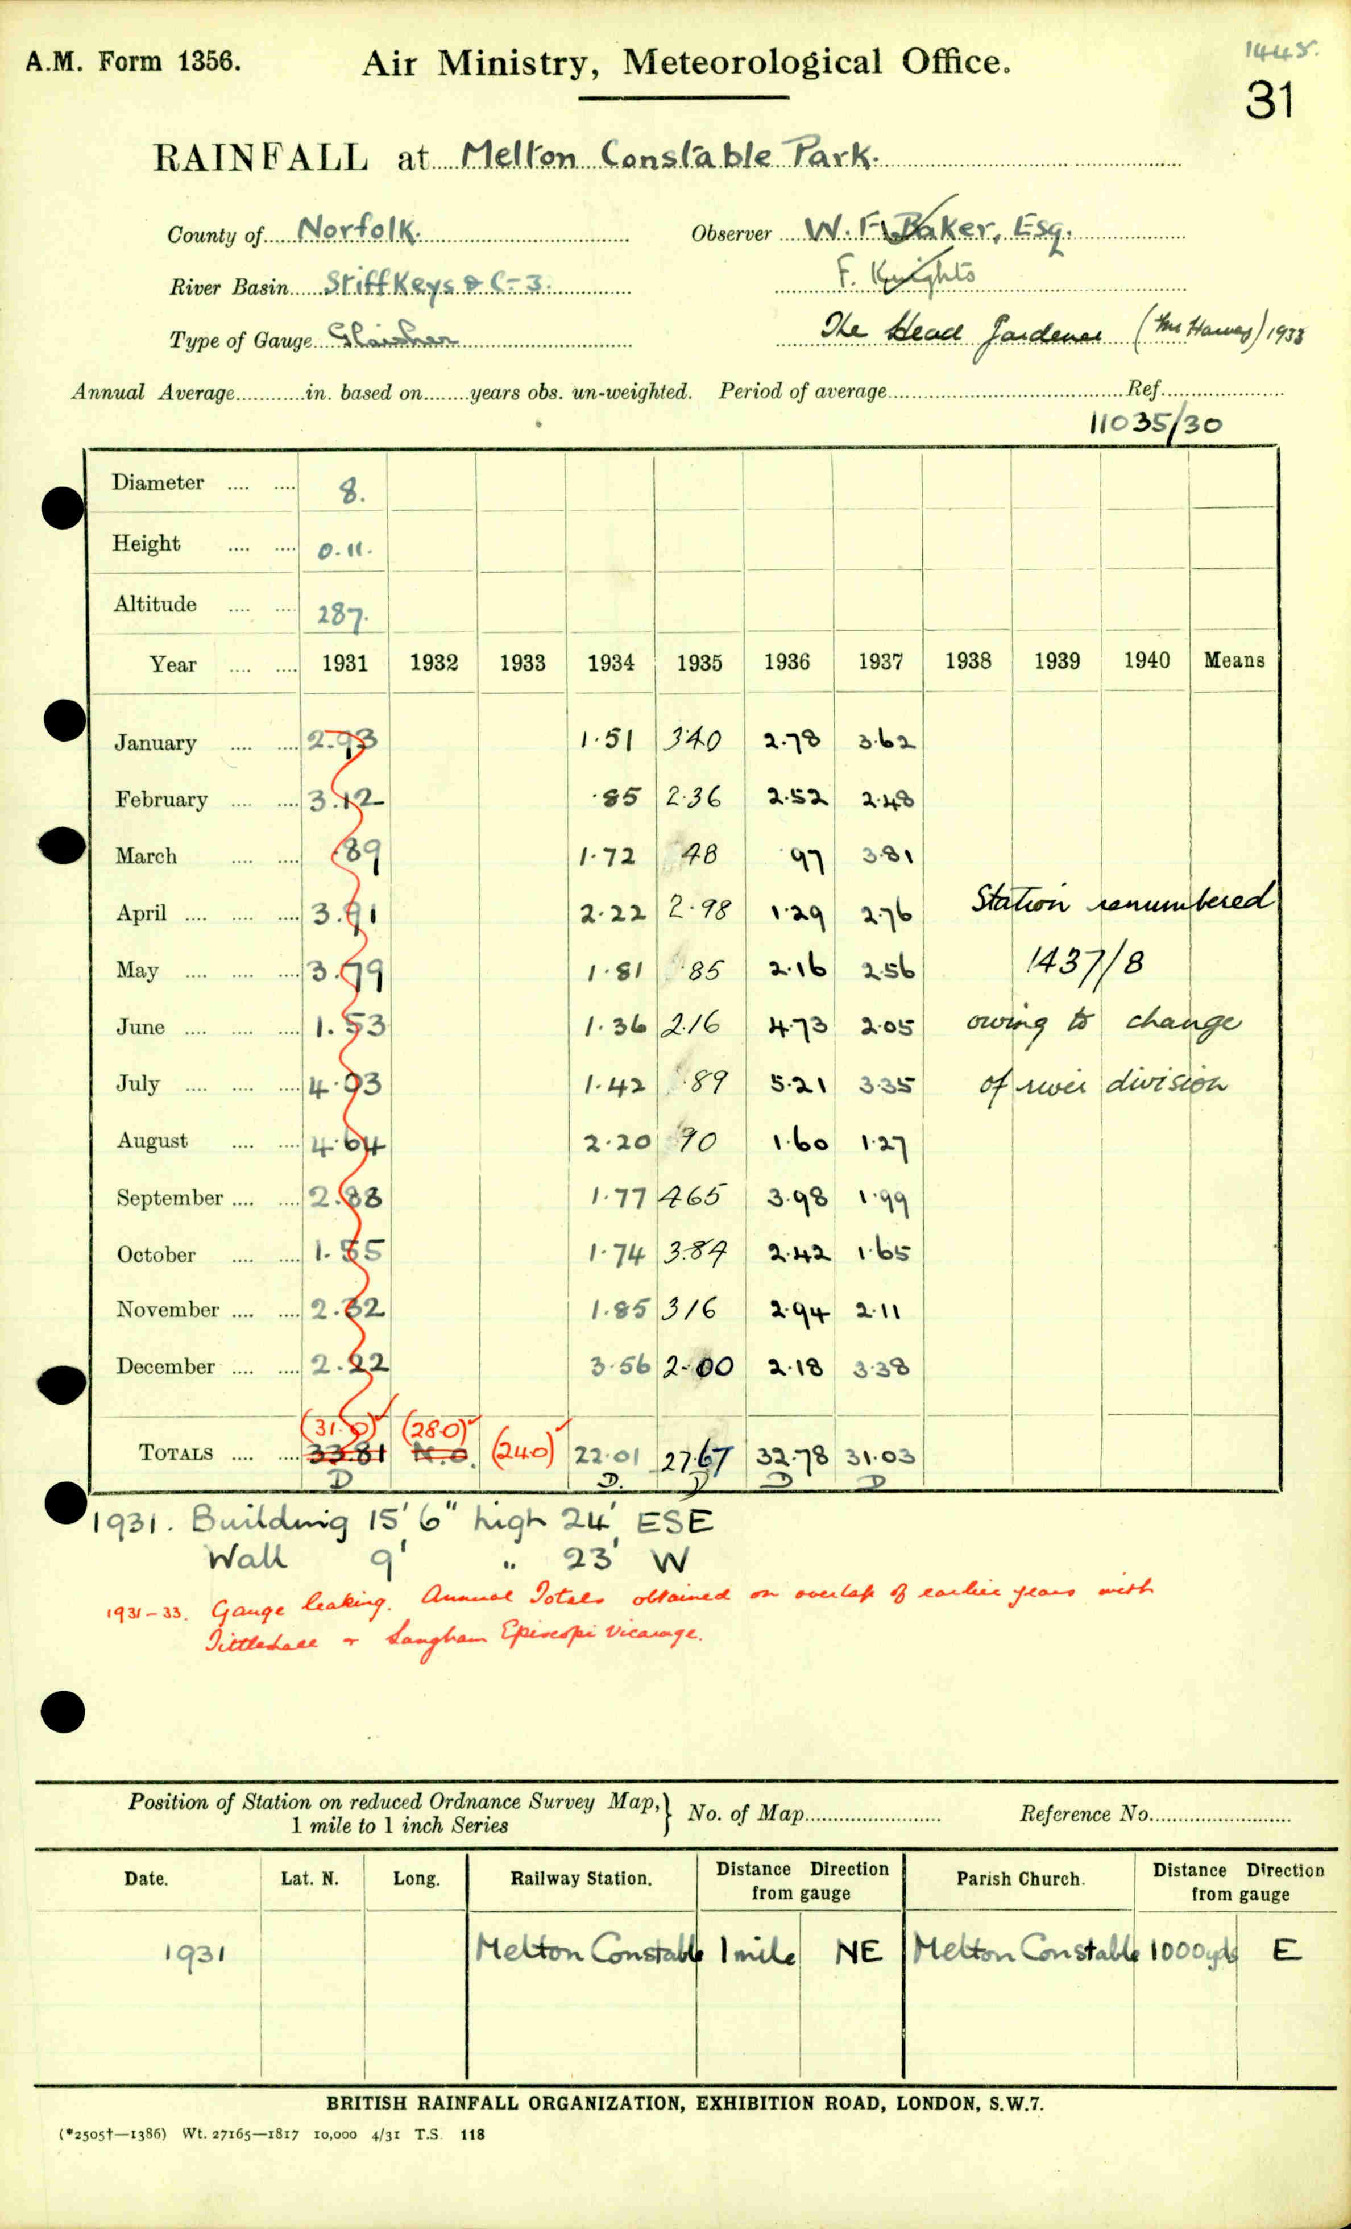 A.M. Form 1356. Air Ministry, Meteorological Office. 1445.
31
RAINFALL at Melton Constable Park.
County of Norfolk. Observer W. F. Baker, Esq.
River Basin Stiffkeys & C-3. F. Knights
Type of Gauge Glaisher The Head Gardener (Mr Harvey) 1933
Annual Average in. based on years obs. un-weighted. Period of average Ref.
11035/30
Diameter .... .... 8.
Height .... .... 0.11.
Altitude .... .... 287.
Year .... .... 1931 1932 1933 1934 1935 1936 1937 1938 1939 1940 Means
January .... .... 2.93 1.51 3.40 2.78 3.62
February .... .... 3.12 .85 2.36 2.52 2.48
March .... .... .89 1.72 48 .97 3.81
April .... .... .... 3.91 2.22 2.98 1.29 2.76 Station renumbered
May .... .... .... 3.79 1.81 .85 2.16 2.56 1437/8
June .... .... .... 1.53 1.36 2.16 4.73 2.05 owing to change
July .... .... .... 4.03 1.42 .89 5.21 3.35 of river division
August .... .... 4.64 2.20 90 1.60 1.27
September .... .... 2.88 1.77 4.65 3.98 1.99
October .... .... 1.55 1.74 3.84 2.42 1.65
November .... .... 2.32 1.85 3.16 2.94 2.11
December .... .... 2.22 3.56 2.00 2.18 3.38
(31.0) (28.0)
TOTALS .... .... 33.81 N.O. (24.0) 22.01 27.67 32.78 31.03
D D. D D D
1931. Building 15' 6" high 24' ESE
Wall 9' " 23' W
1931-33. Gauge leaking. Annual Totals obtained on overlap of earlier years with
Tittleshall & Langham Episcopi Vicarage.
Position of Station on reduced Ordnance Survey Map,} No. of Map Reference No.
1 mile to 1 inch Series
Date. Lat. N. Long. Railway Station. Distance Direction from gauge Parish Church. Distance Direction from gauge
1931 Melton Constable 1 mile NE Melton Constable 1000yds E
BRITISH RAINFALL ORGANIZATION, EXHIBITION ROAD, LONDON, S.W.7.
(*2505†—1386) Wt. 27165—1817 10,000 4/31 T.S. 118